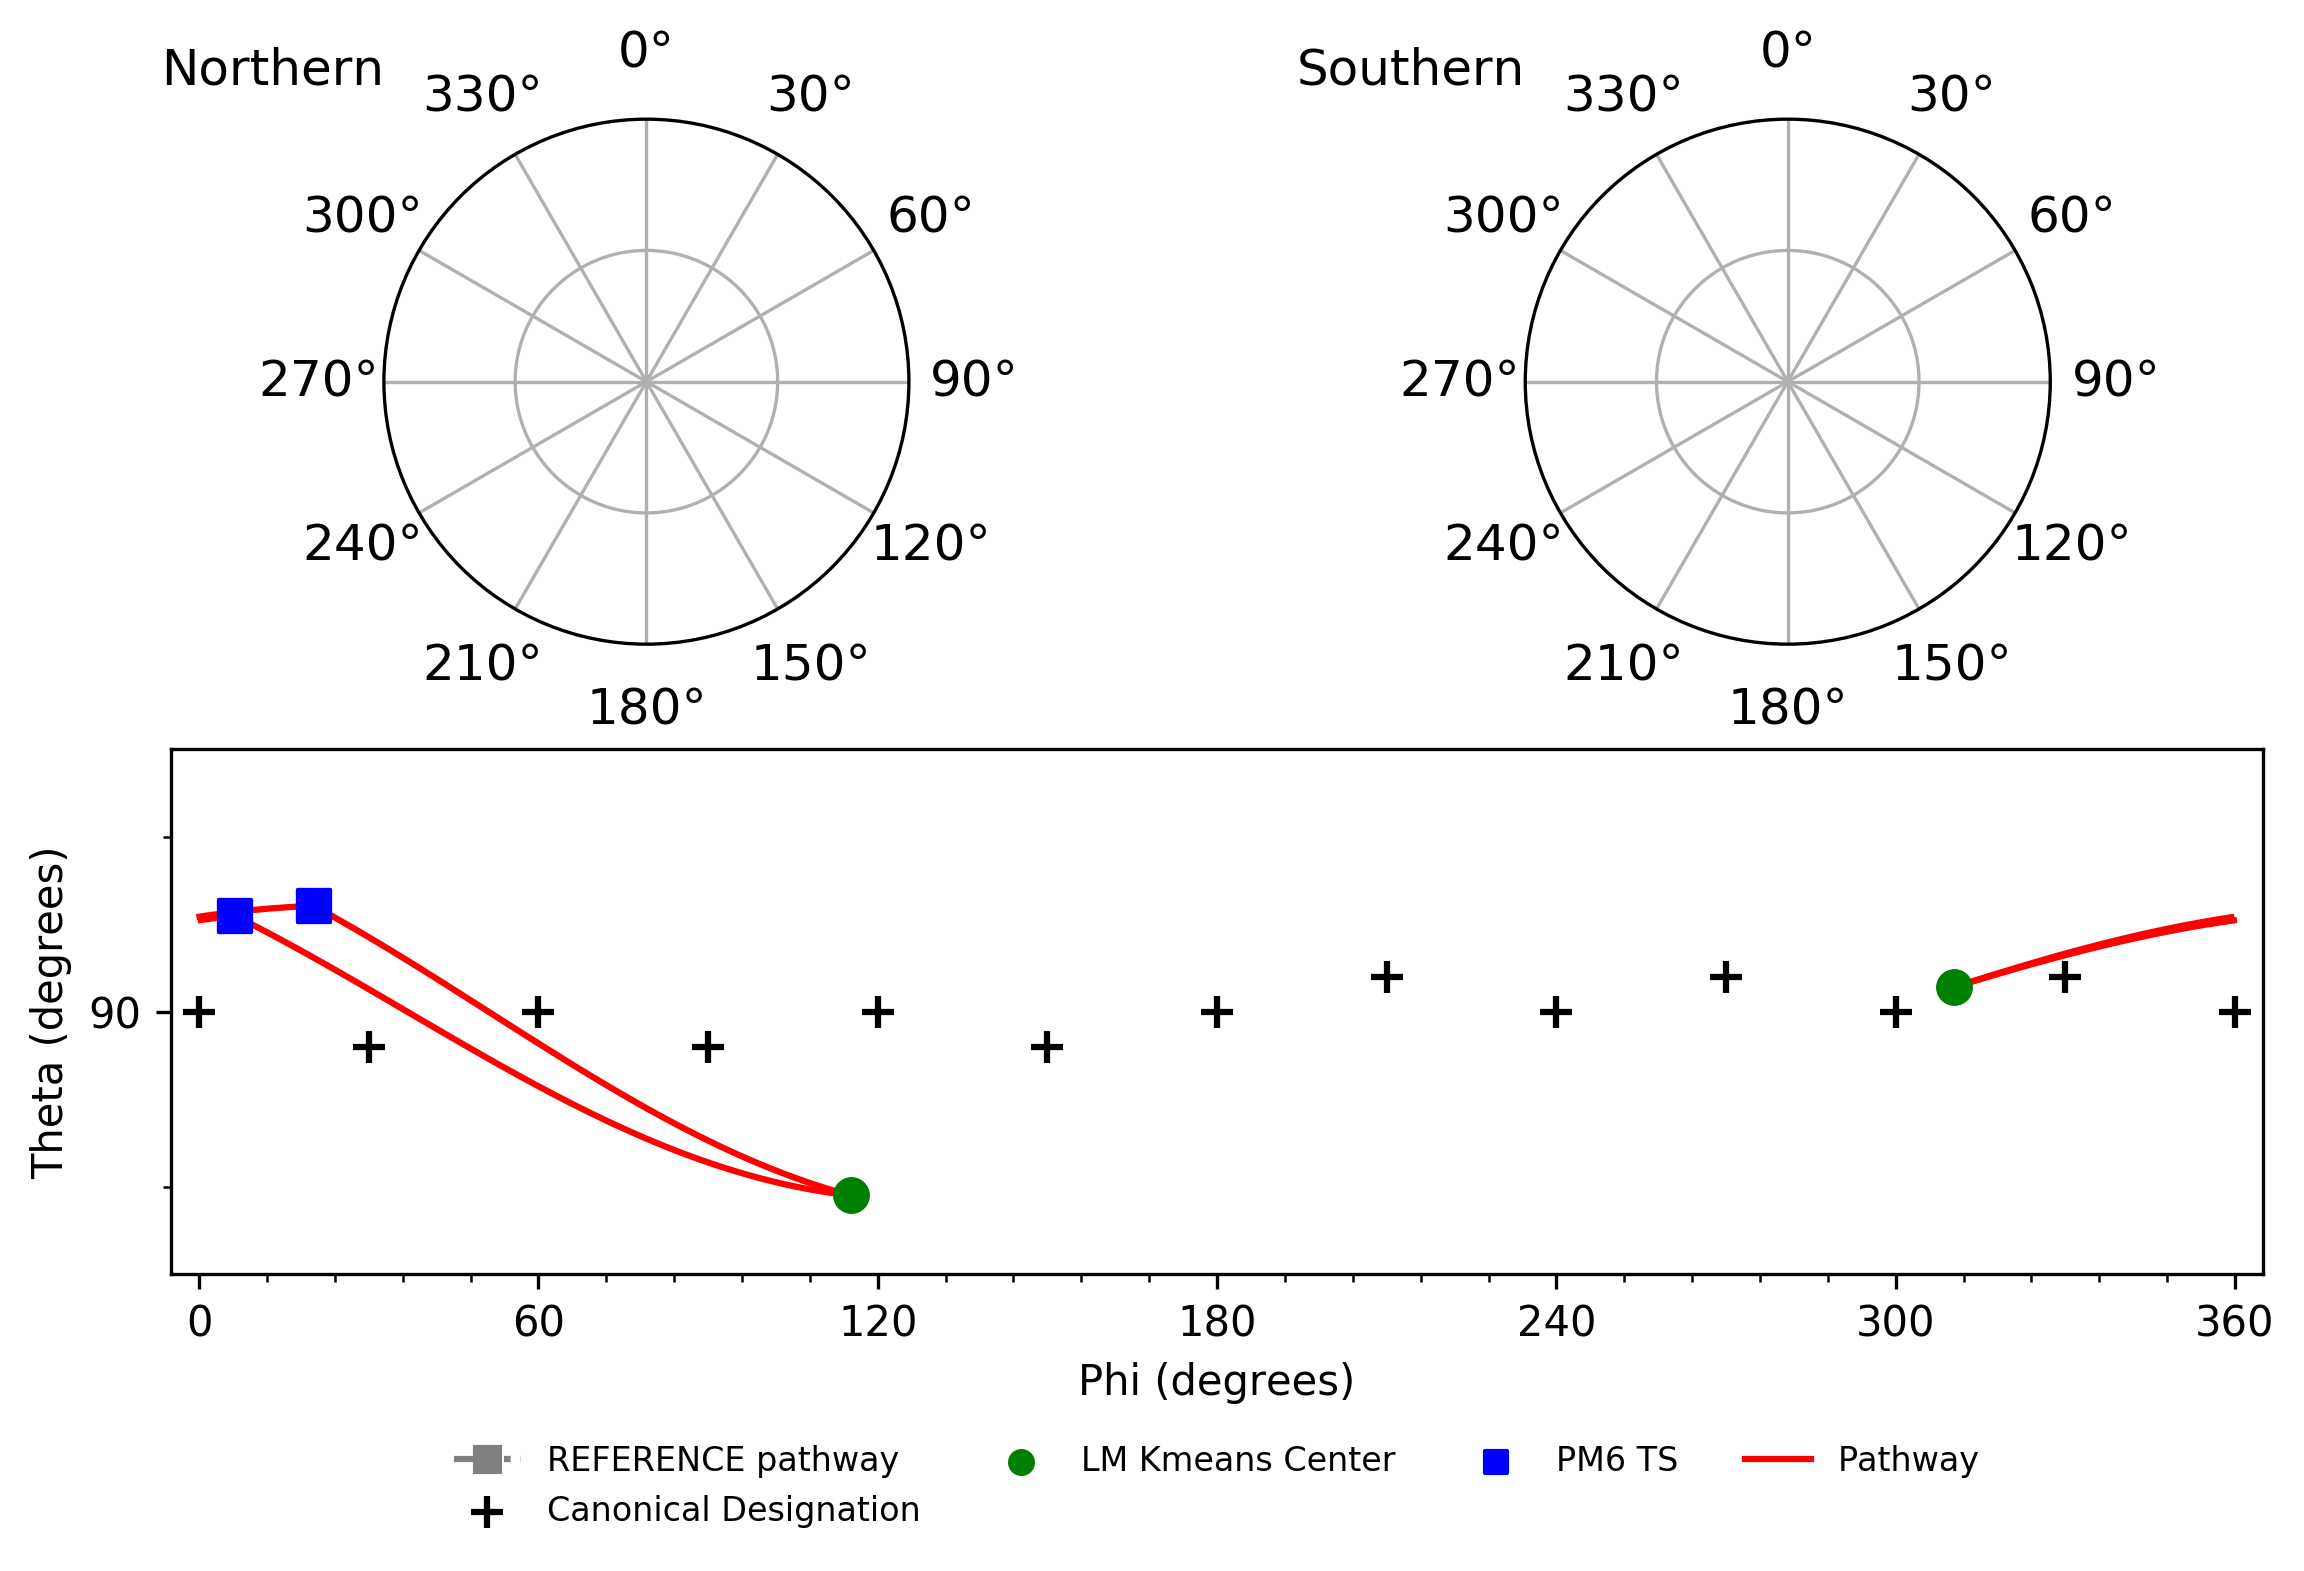 Northern
0°
30°
60°
90°
120°
150°
180°
210°
240°
270°
300°
330°
Southern
0°
30°
60°
90°
120°
150°
180°
210°
240°
270°
300°
330°
Theta (degrees)
90
0 60 120 180 240 300 360
Phi (degrees)
REFERENCE pathway
Canonical Designation
LM Kmeans Center
PM6 TS
Pathway